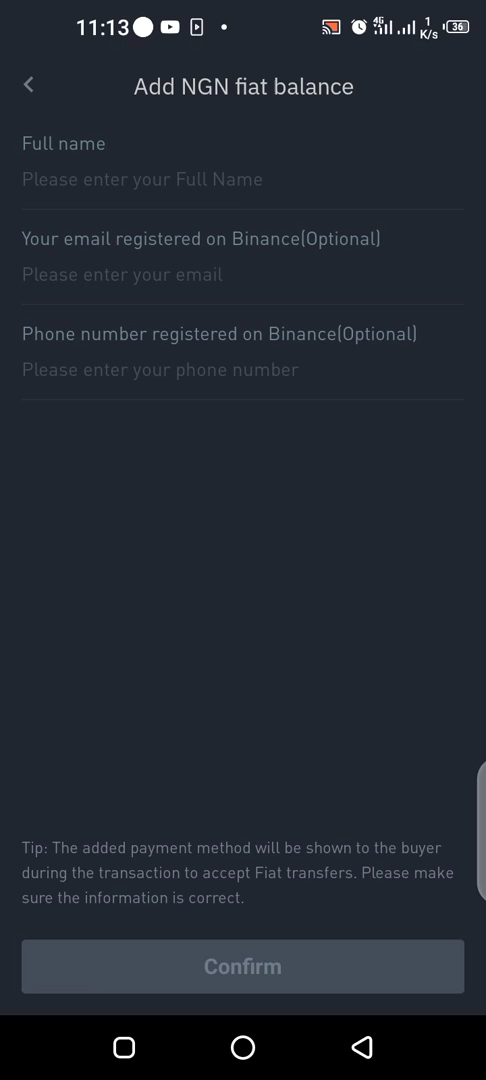 11:13
4G
1
K/s
36
Add NGN fiat balance
Full name
Please enter your Full Name
Your email registered on Binance(Optional)
Please enter your email
Phone number registered on Binance(Optional)
Please enter your phone number
Tip: The added payment method will be shown to the buyer
during the transaction to accept Fiat transfers. Please make
sure the information is correct.
Confirm